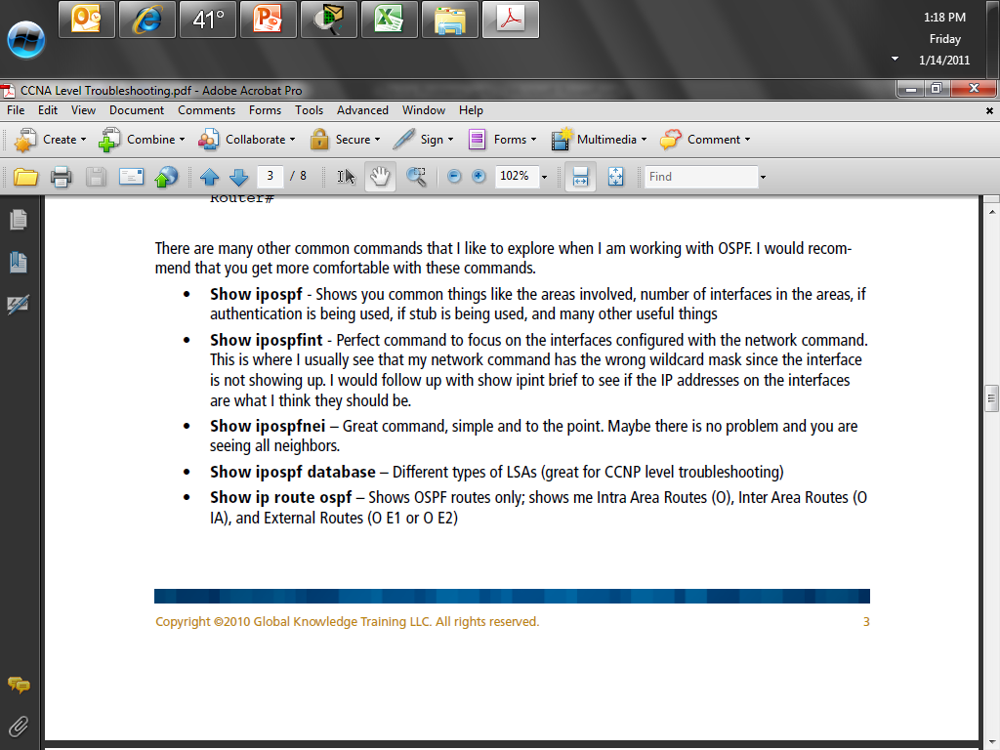 41°
1:18 PM
Friday
1/14/2011
CCNA Level Troubleshooting.pdf - Adobe Acrobat Pro
File Edit View Document Comments Forms Tools Advanced Window Help
Create Combine Collaborate Secure Sign Forms Multimedia Comment
3 / 8 102% Find
Router#
There are many other common commands that I like to explore when I am working with OSPF. I would recom-
mend that you get more comfortable with these commands.
• Show ipospf - Shows you common things like the areas involved, number of interfaces in the areas, if
authentication is being used, if stub is being used, and many other useful things
• Show ipospfint - Perfect command to focus on the interfaces configured with the network command.
This is where I usually see that my network command has the wrong wildcard mask since the interface
is not showing up. I would follow up with show ipint brief to see if the IP addresses on the interfaces
are what I think they should be.
• Show ipospfnei – Great command, simple and to the point. Maybe there is no problem and you are
seeing all neighbors.
• Show ipospf database – Different types of LSAs (great for CCNP level troubleshooting)
• Show ip route ospf – Shows OSPF routes only; shows me Intra Area Routes (O), Inter Area Routes (O
IA), and External Routes (O E1 or O E2)
Copyright ©2010 Global Knowledge Training LLC. All rights reserved. 3